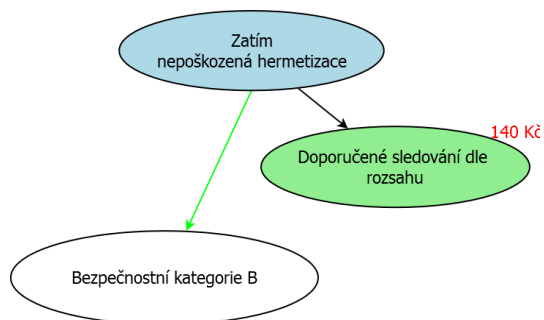 Zatím
nepoškozená hermetizace
140 Kč
Doporučené sledování dle
rozsahu
Bezpečnostní kategorie B